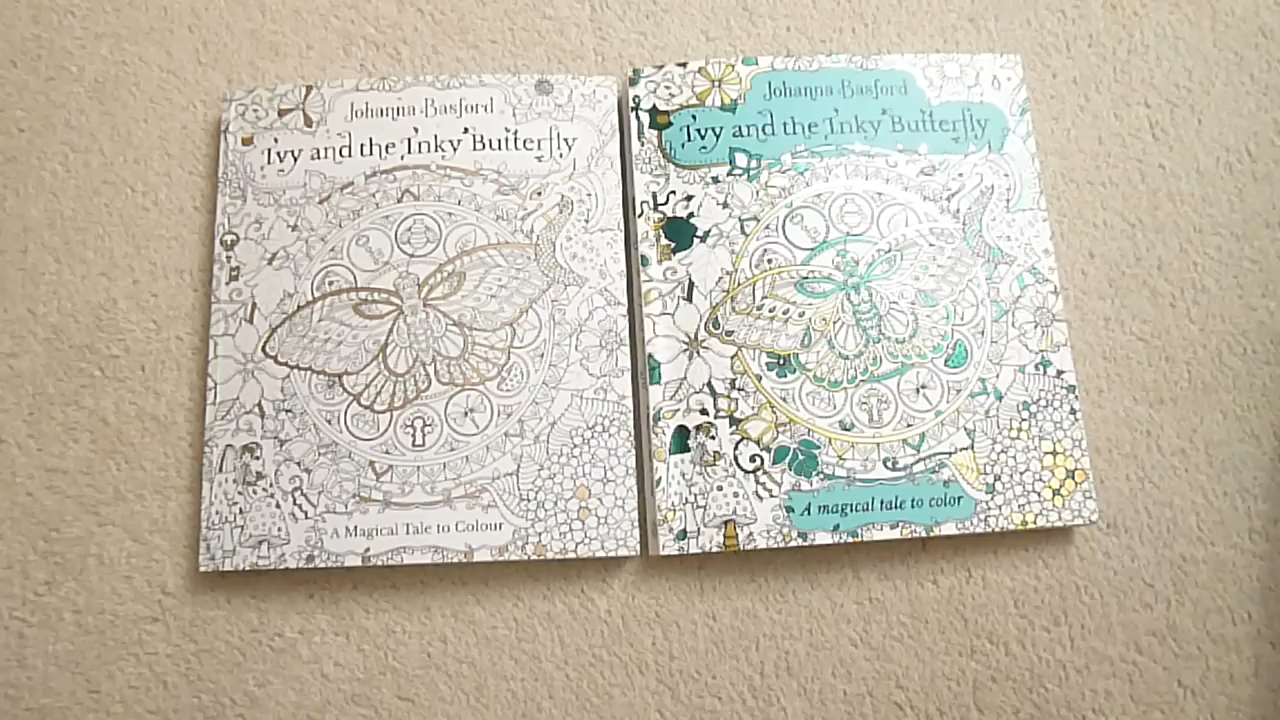 Johanna Basford
Ivy and the Inky Butterfly
A Magical Tale to Colour
Johanna Basford
Ivy and the Inky Butterfly
A magical tale to color